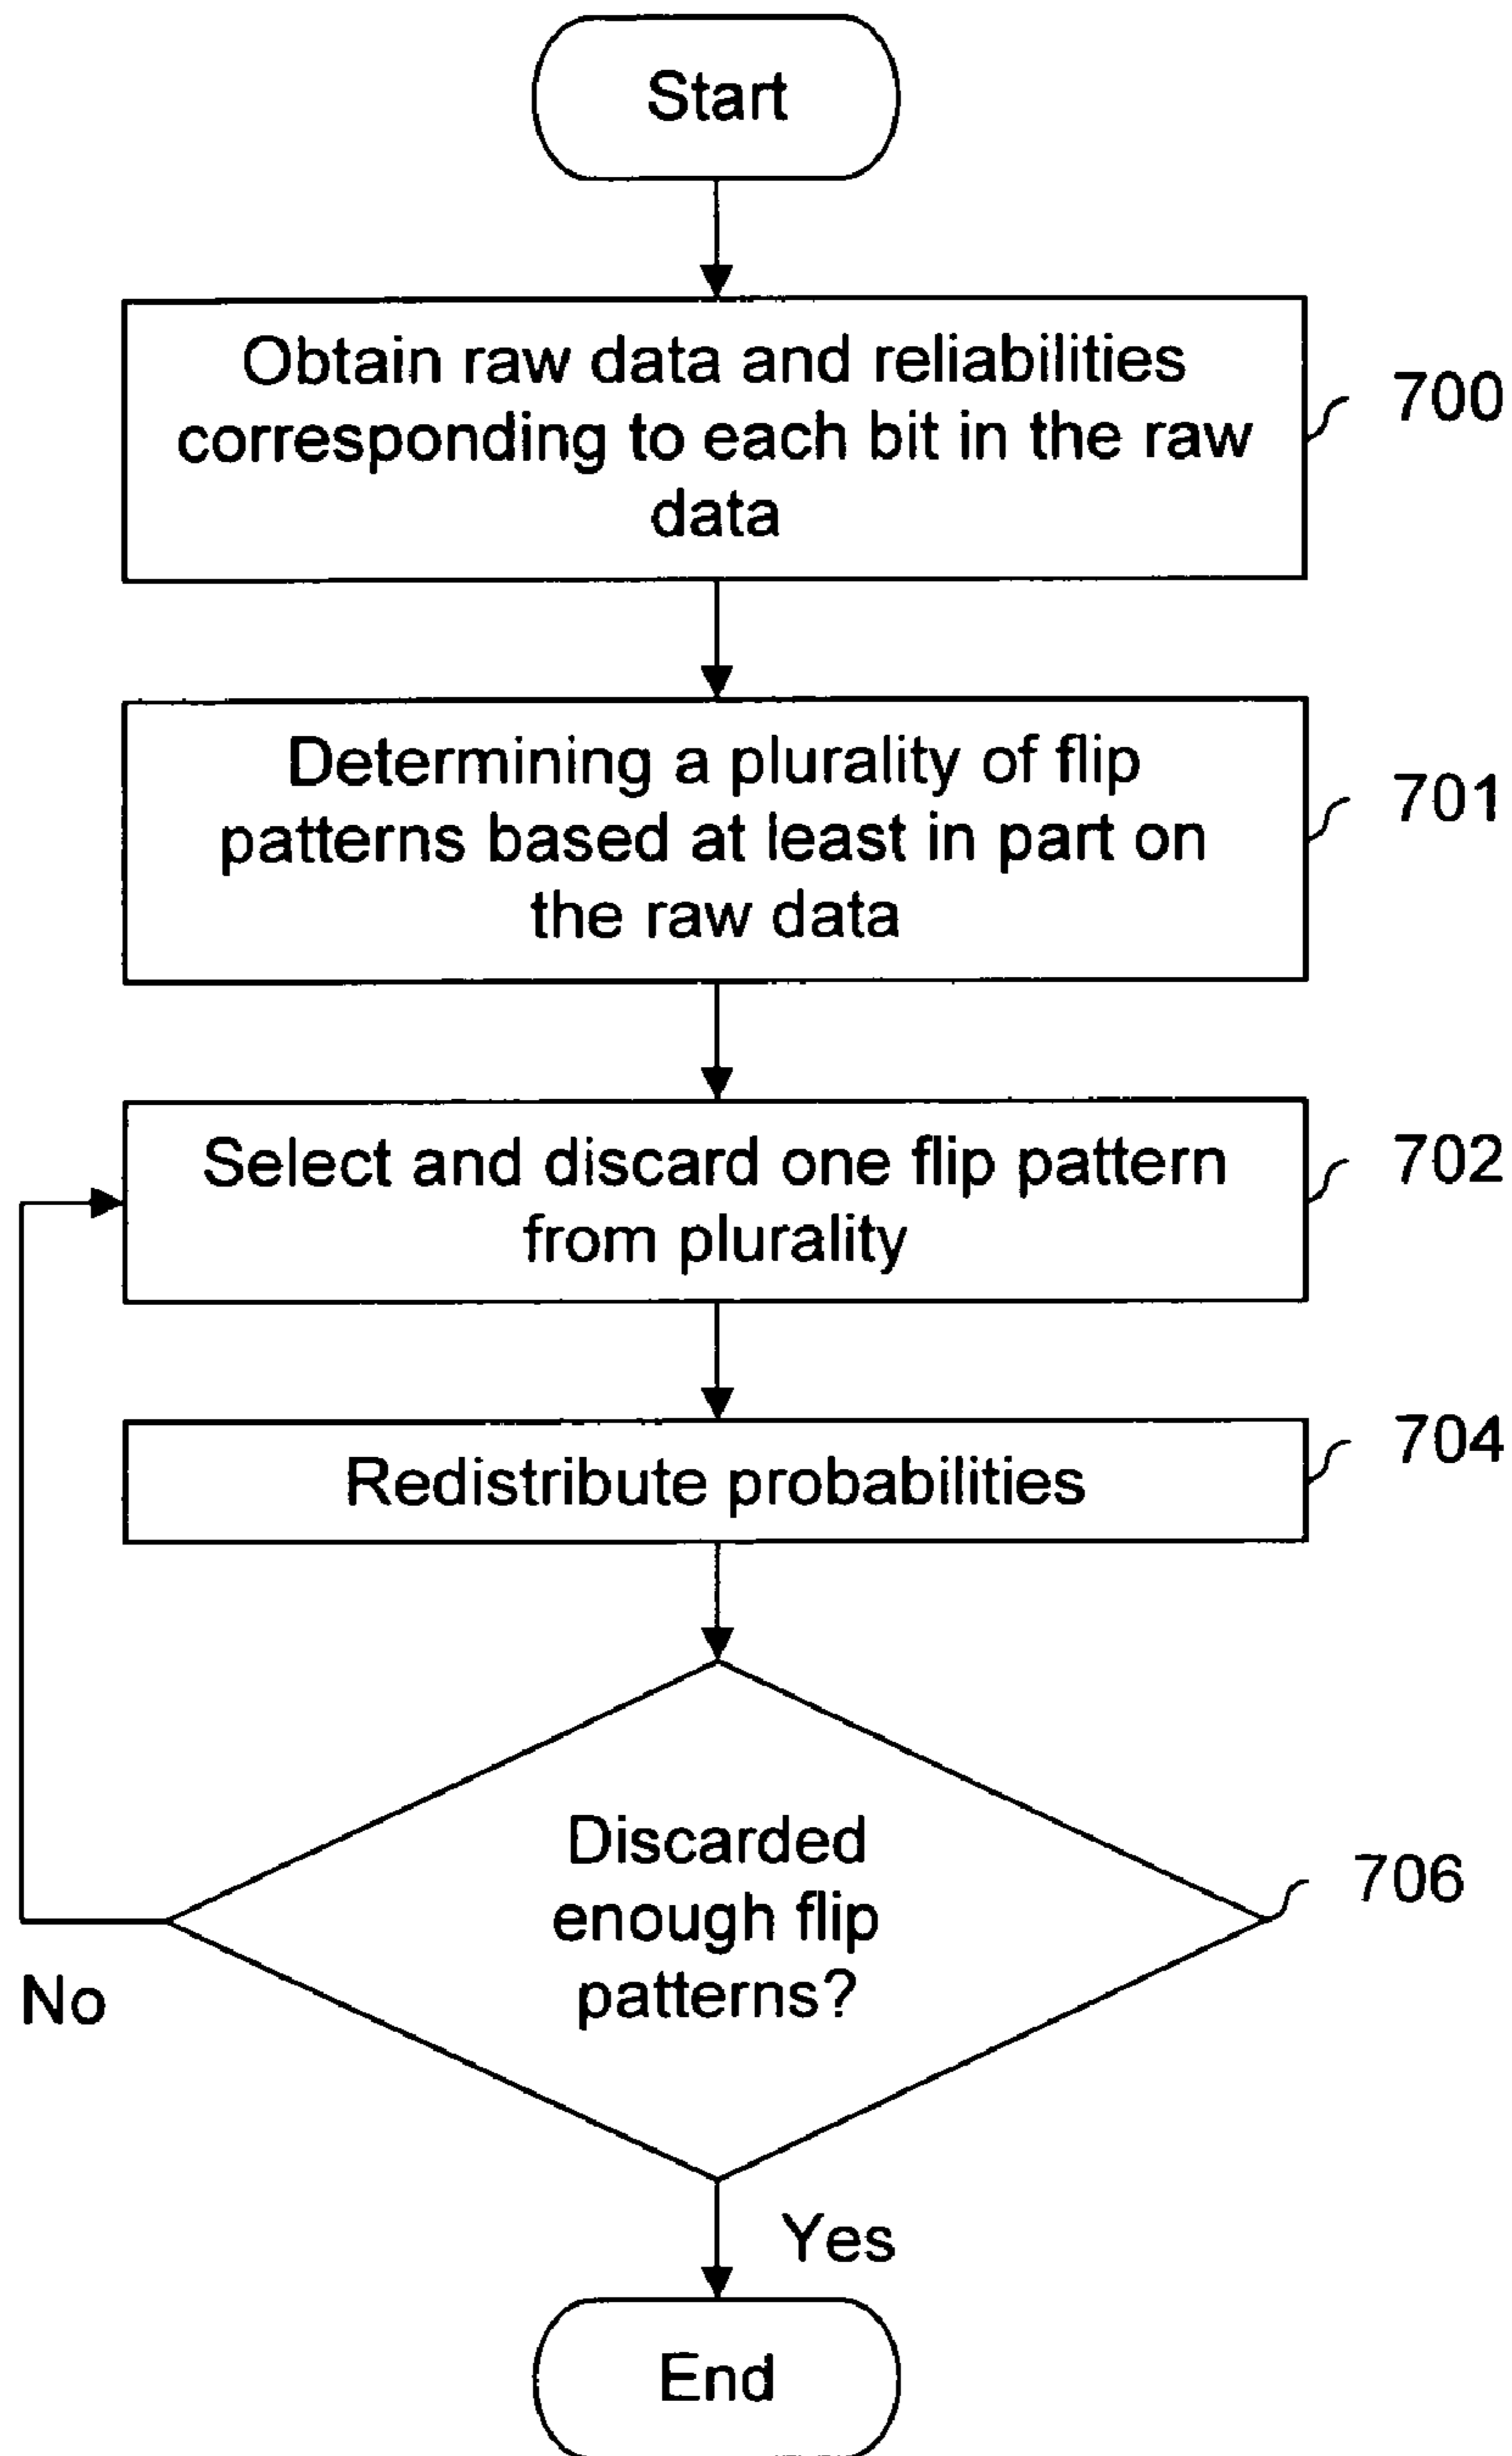 Start
Obtain raw data and reliabilities
corresponding to each bit in the raw
data
700
Determining a plurality of flip
patterns based at least in part on
the raw data
701
Select and discard one flip pattern
from plurality
702
Redistribute probabilities
704
Discarded
enough flip
patterns?
706
No
Yes
End